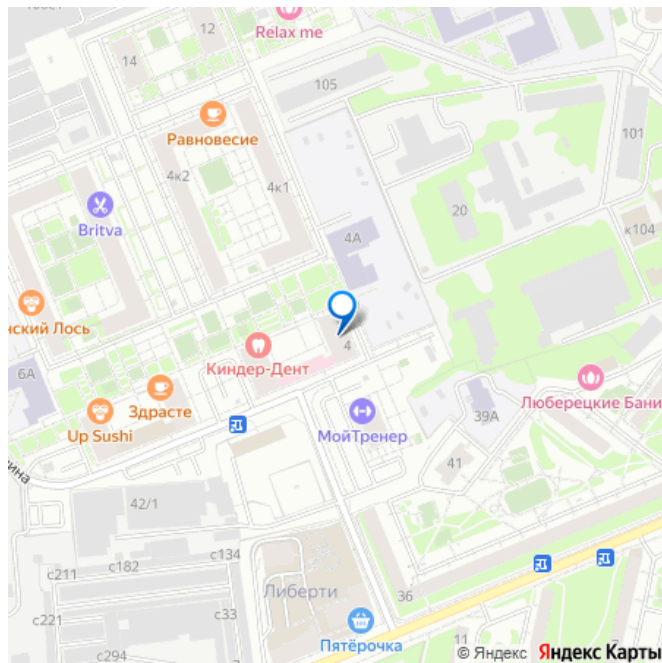 100c1
12
Relax me
14
105
Равновесие
101
4к2
4к1
20
Britva
4А
к104
нский Лось
4
Киндер-Дент
6А
Люберецкие Бани
Здрасте
39А
Up Sushi
МойТренер
ина
41
42/1
с134
с211
с182
Либерти
36
с33
с221
Пятёрочка
11
7
с294
© Яндекс Яндекс Карты